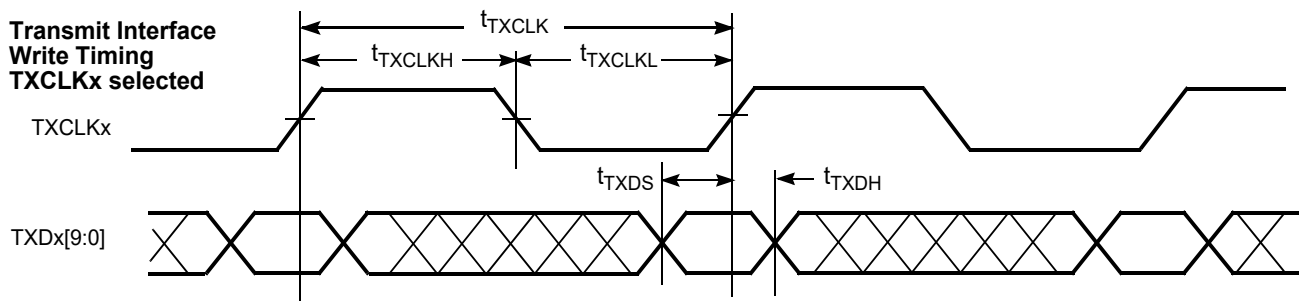 Transmit Interface
Write Timing
TXCLKx selected
tTXCLK
tTXCLKH
tTXCLKL
TXCLKx
tTXDS
tTXDH
TXDx[9:0]